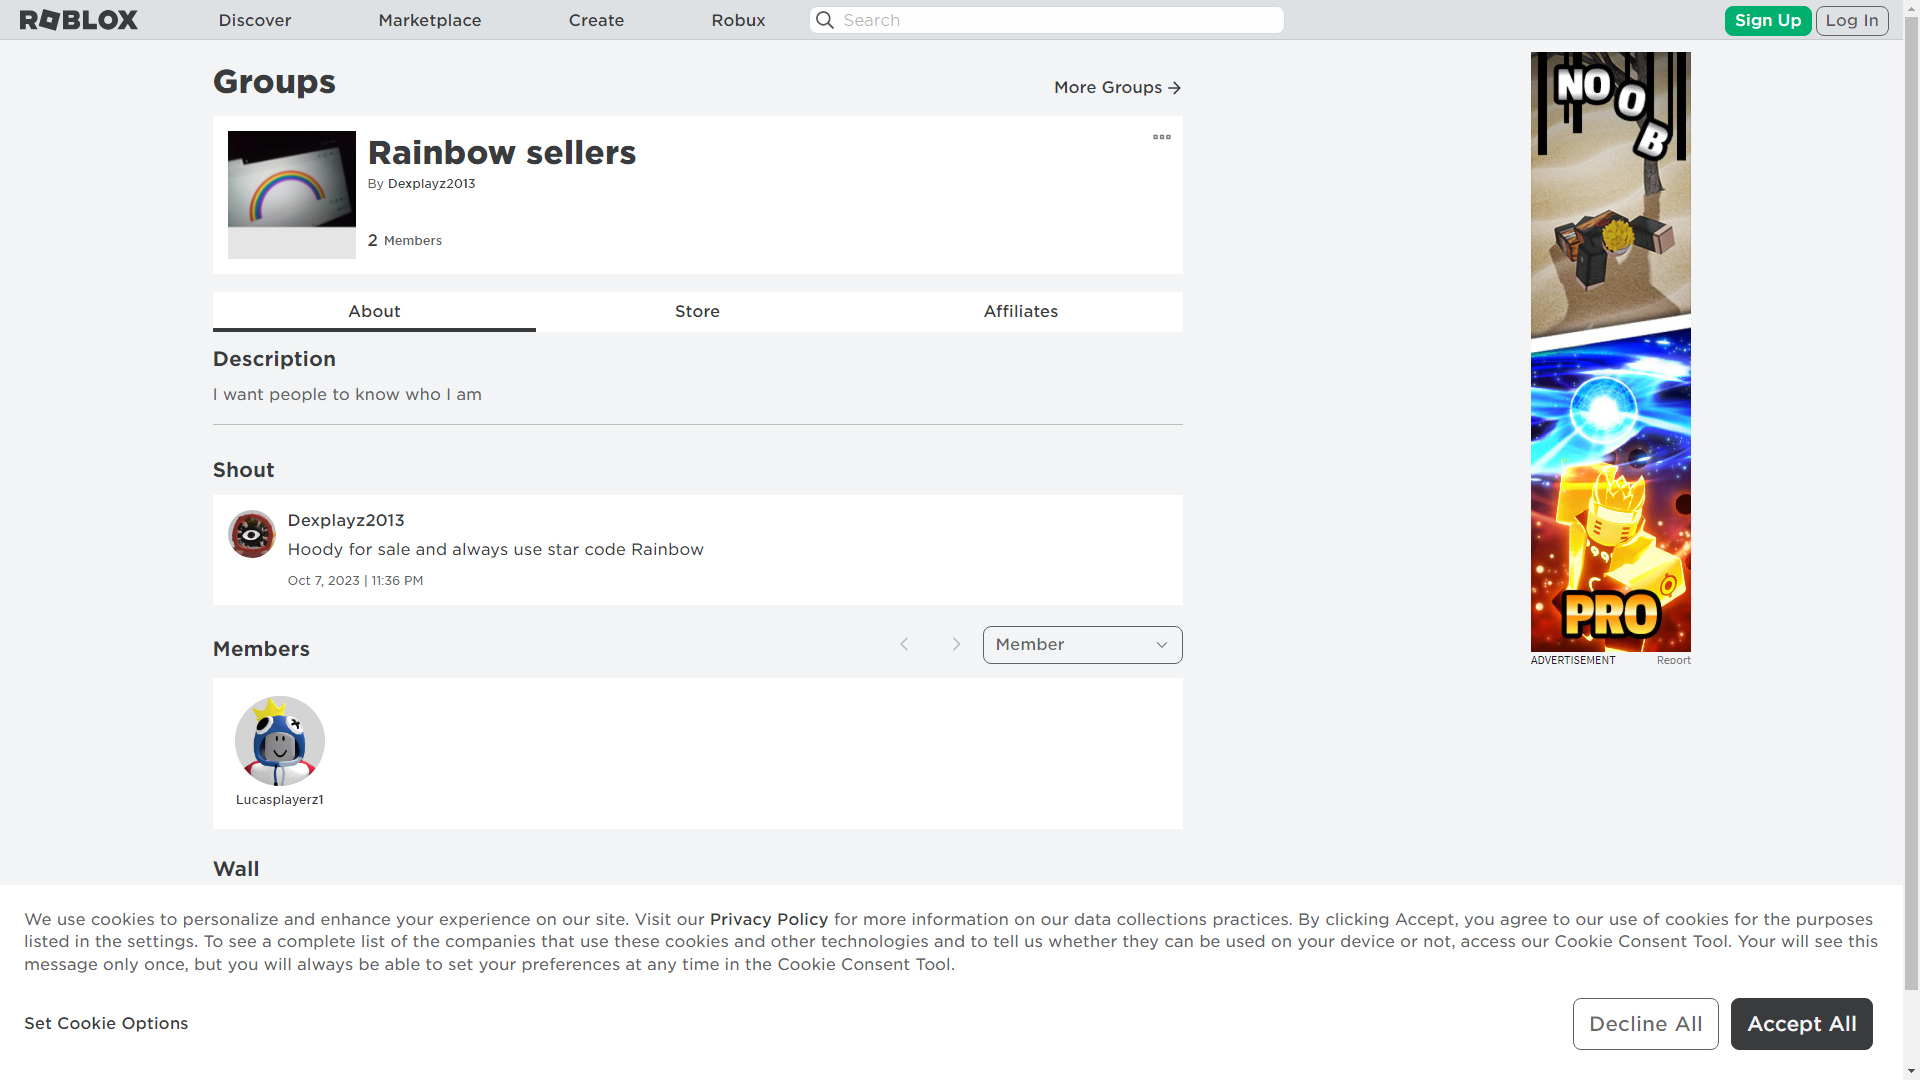 ROBLOX
Discover
Marketplace
Create
Robux
Search
Sign Up
Log In
Groups
More Groups →
Rainbow sellers
By Dexplayz2013
2 Members
About
Store
Affiliates
Description
I want people to know who I am
Shout
Dexplayz2013
Hoody for sale and always use star code Rainbow
Oct 7, 2023 | 11:36 PM
Members
Member
Lucasplayerz1
Wall
NOOB
PRO
ADVERTISEMENT
Report
We use cookies to personalize and enhance your experience on our site. Visit our Privacy Policy for more information on our data collections practices. By clicking Accept, you agree to our use of cookies for the purposes
listed in the settings. To see a complete list of the companies that use these cookies and other technologies and to tell us whether they can be used on your device or not, access our Cookie Consent Tool. Your will see this
message only once, but you will always be able to set your preferences at any time in the Cookie Consent Tool.
Set Cookie Options
Decline All
Accept All